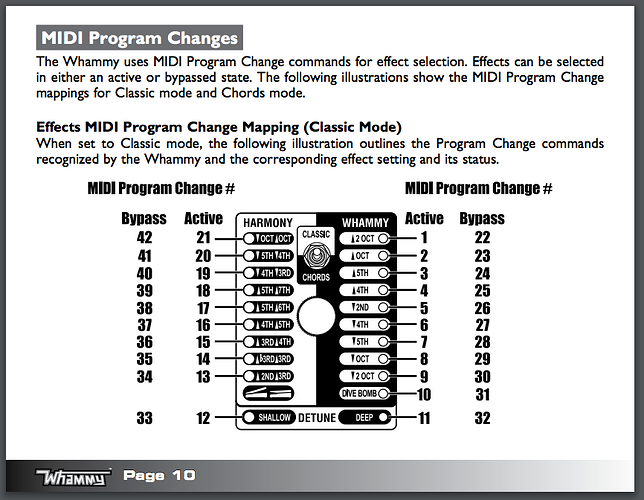 MIDI Program Changes
The Whammy uses MIDI Program Change commands for effect selection. Effects can be selected
in either an active or bypassed state. The following illustrations show the MIDI Program Change
mappings for Classic mode and Chords mode.
Effects MIDI Program Change Mapping (Classic Mode)
When set to Classic mode, the following illustration outlines the Program Change commands
recognized by the Whammy and the corresponding effect setting and its status.
MIDI Program Change # MIDI Program Change #
Bypass Active HARMONY WHAMMY Active Bypass
CLASSIC
42 21 ▼OCT▲OCT ▲2 OCT 1 22
41 20 ▼5TH▼4TH ▲OCT 2 23
40 19 ▼4TH▼3RD ▲5TH 3 24
CHORDS
39 18 ▲5TH▲7TH ▲4TH 4 25
38 17 ▲5TH▲6TH ▼2ND 5 26
37 16 ▲4TH▲5TH ▼4TH 6 27
36 15 ▲3RD▲4TH ▼5TH 7 28
35 14 ▲♭3RD▲3RD ▼OCT 8 29
34 13 ▲2ND▲3RD ▼2 OCT 9 30
DIVE BOMB 10 31
33 12 SHALLOW DETUNE DEEP 11 32
Whammy Page 10